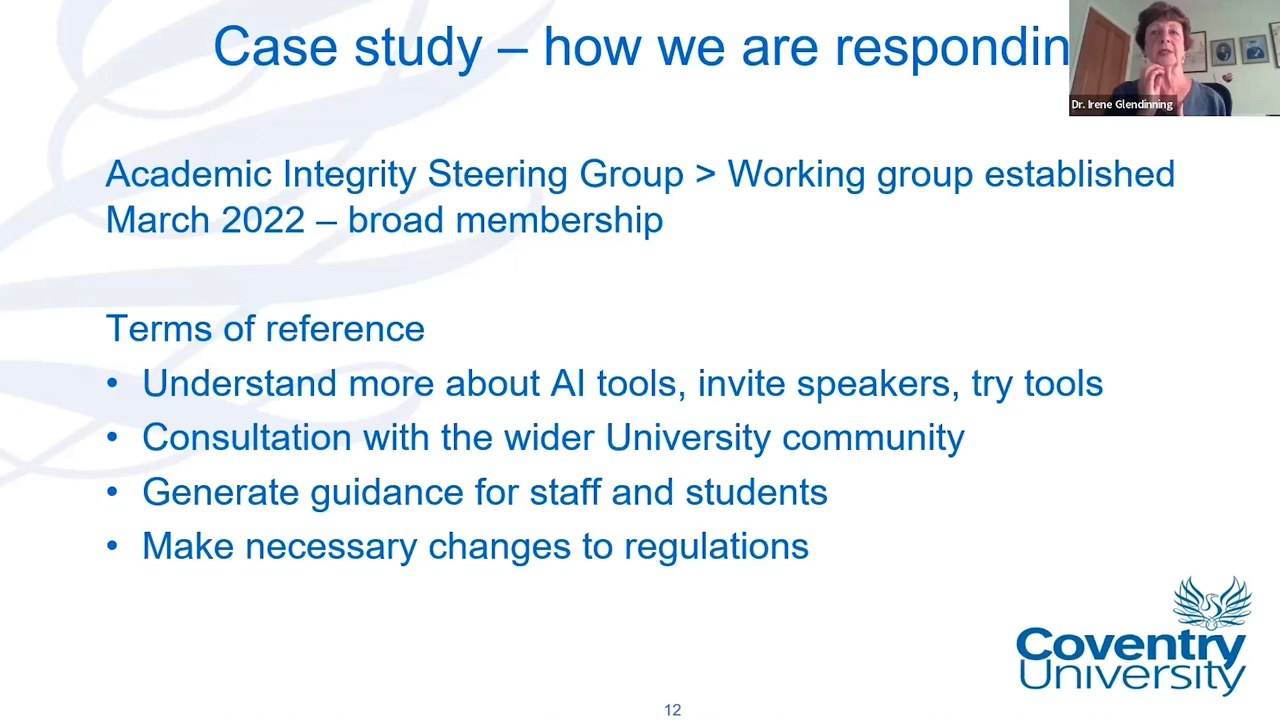 Case study – how we are respondin
Dr. Irene Glendinning
Academic Integrity Steering Group > Working group established
March 2022 – broad membership
Terms of reference
• Understand more about AI tools, invite speakers, try tools
• Consultation with the wider University community
• Generate guidance for staff and students
• Make necessary changes to regulations
Coventry
University
12